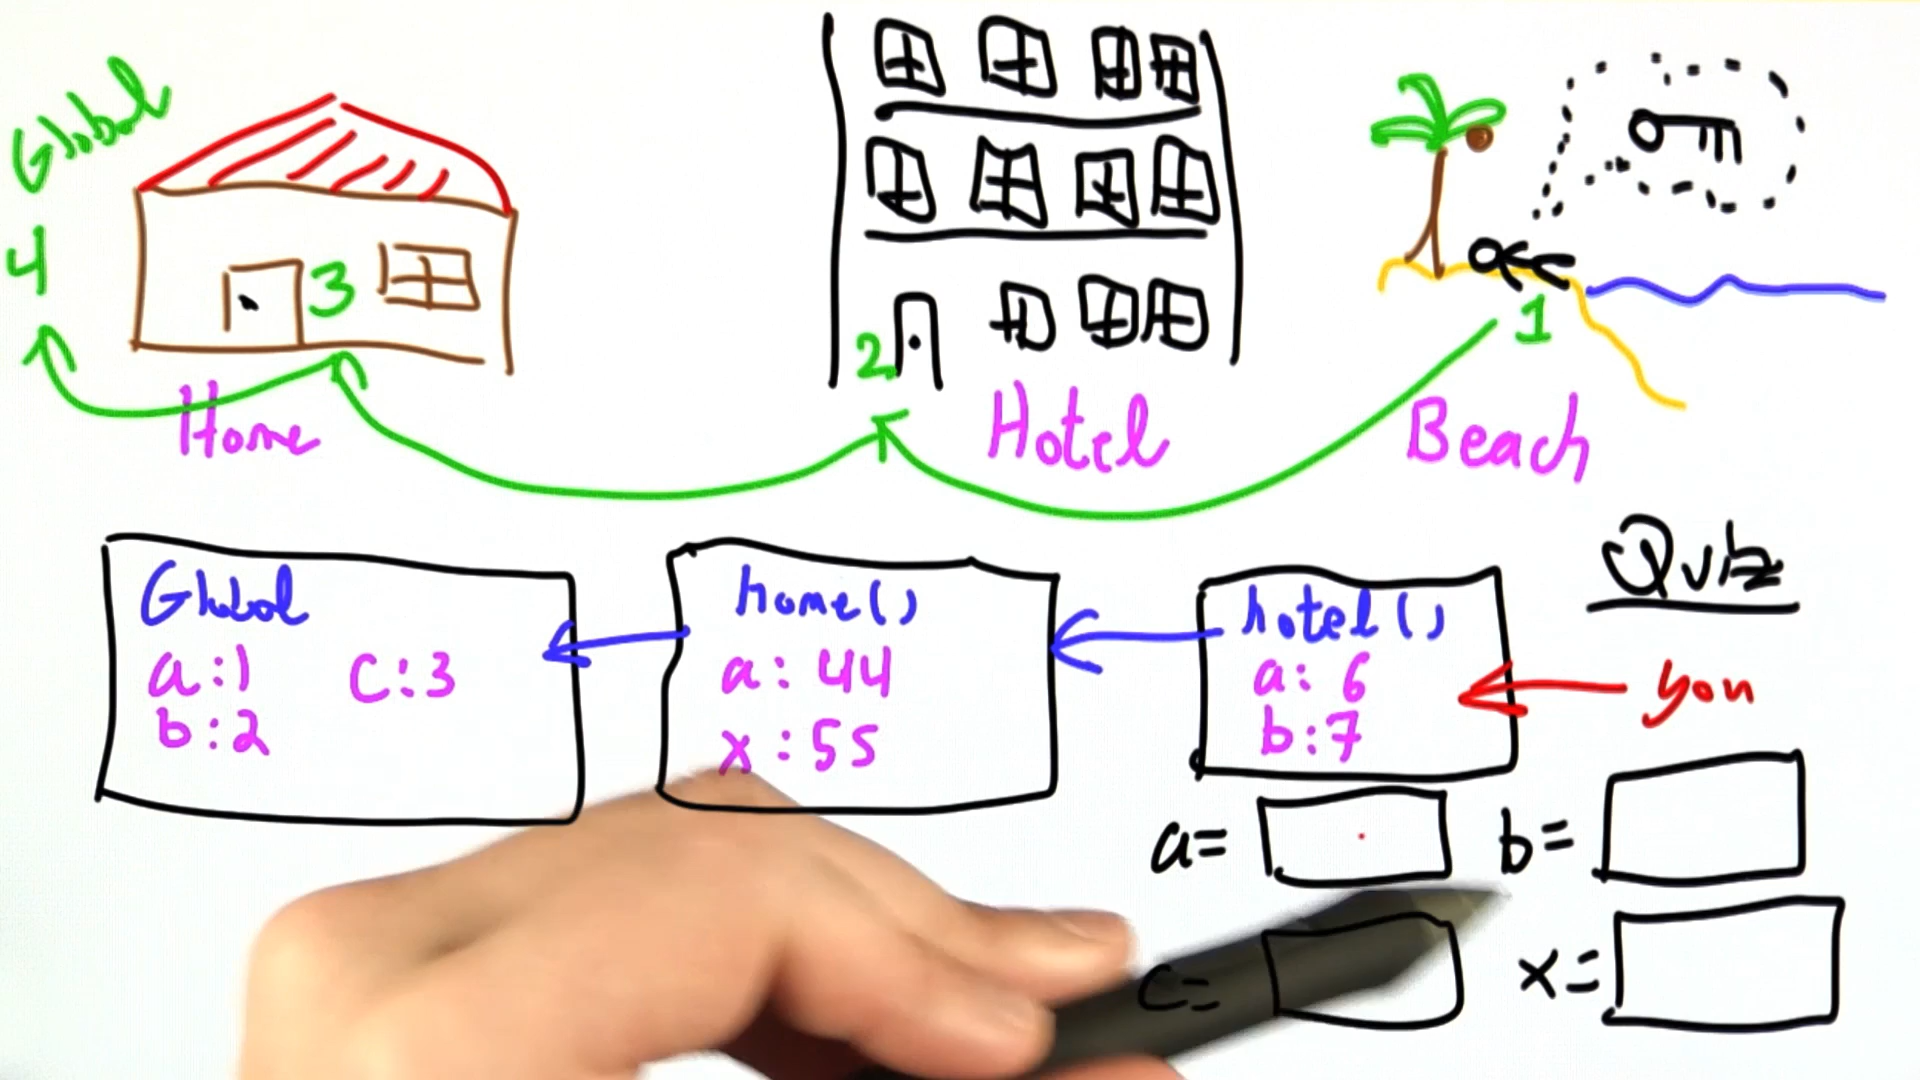 Global
4
3
2
1
Home
Hotel
Beach
Quiz
Global
a:1 c:3
b:2
home()
a: 44
x:55
hotel()
a: 6
b:7
you
a=
b=
c=
x=